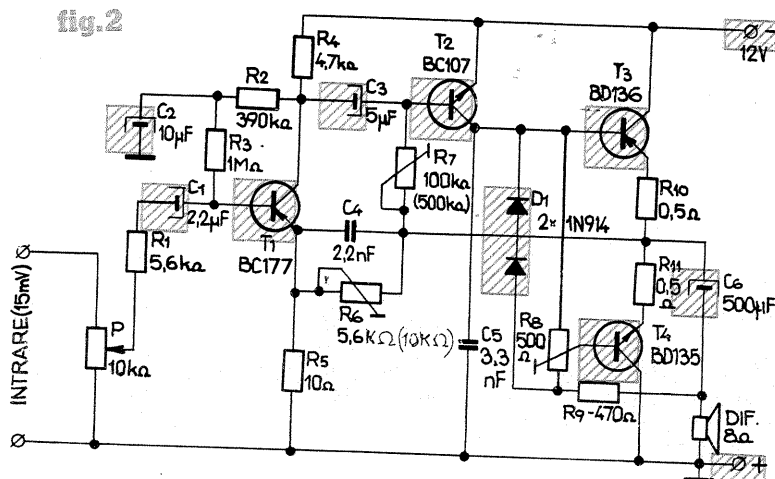 fig.2
R4
4,7kΩ
T2
BC107
T3
BD136
12V
-
C3
5µF
R2
390kΩ
C2
10µF
R3
1MΩ
R7
100kΩ
(500kΩ)
R10
0,5Ω
D1
2x 1N914
C1
2,2µF
T1
BC177
C4
2,2nF
R1
5,6kΩ
R11
0,5
Ω
C6
500µF
INTRARE(15mV)
P
10kΩ
R6
5,6KΩ(10KΩ)
C5
3,3
nF
R8
500
Ω
T4
BD135
R5
10Ω
R9-470Ω
DIF.
8Ω
+